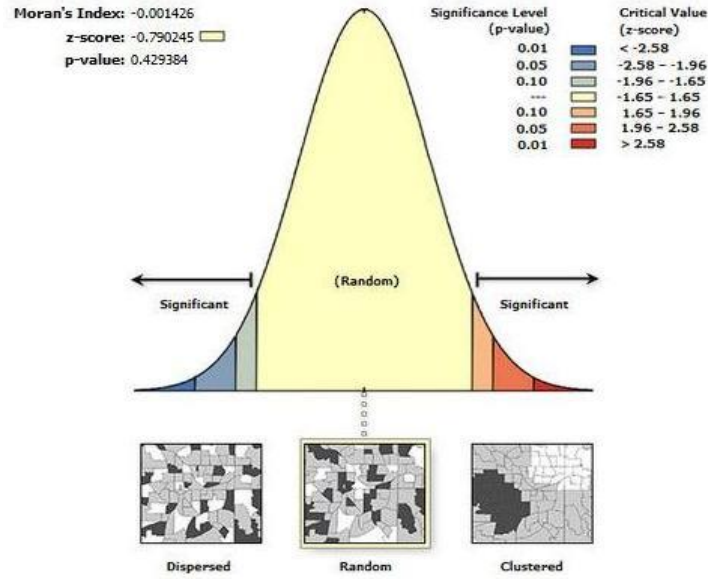 Moran's Index: -0.001426
z-score: -0.790245
p-value: 0.429384
Significance Level
(p-value)
Critical Value
(z-score)
0.01 < -2.58
0.05 -2.58 – -1.96
0.10 -1.96 – -1.65
--- -1.65 – 1.65
0.10 1.65 – 1.96
0.05 1.96 – 2.58
0.01 > 2.58
(Random)
Significant
Significant
Dispersed
Random
Clustered